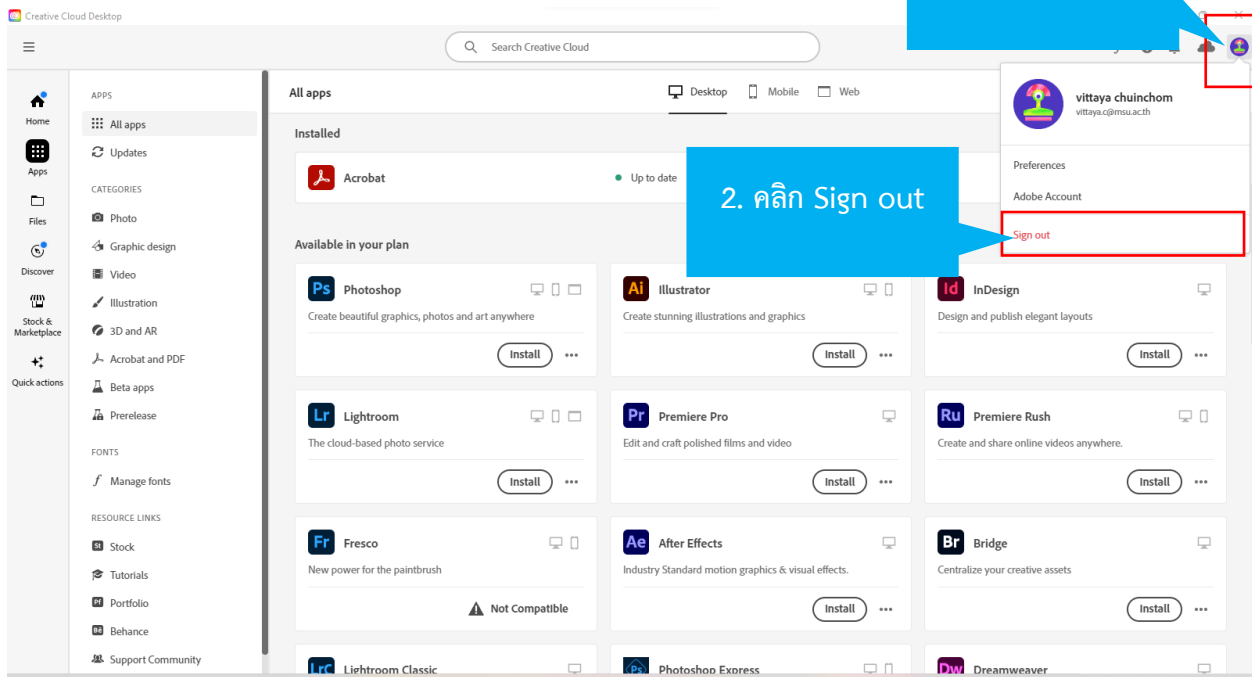 Creative Cloud Desktop
Search Creative Cloud
Home
Apps
Files
Discover
Stock &
Marketplace
Quick actions
APPS
All apps
Updates
CATEGORIES
Photo
Graphic design
Video
Illustration
3D and AR
Acrobat and PDF
Beta apps
Prerelease
FONTS
Manage fonts
RESOURCE LINKS
Stock
Tutorials
Portfolio
Behance
Support Community
All apps
Desktop
Mobile
Web
Installed
Acrobat
Up to date
2. คลิก Sign out
vittaya chuinchom
vittaya.c@msu.ac.th
Preferences
Adobe Account
Sign out
Available in your plan
Ps Photoshop
Create beautiful graphics, photos and art anywhere
Install
Ai Illustrator
Create stunning illustrations and graphics
Install
Id InDesign
Design and publish elegant layouts
Install
Lr Lightroom
The cloud-based photo service
Install
Pr Premiere Pro
Edit and craft polished films and video
Install
Ru Premiere Rush
Create and share online videos anywhere.
Install
Fr Fresco
New power for the paintbrush
Not Compatible
Ae After Effects
Industry Standard motion graphics & visual effects.
Install
Br Bridge
Centralize your creative assets
Install
LrC Lightroom Classic
Ps Photoshop Express
Dw Dreamweaver